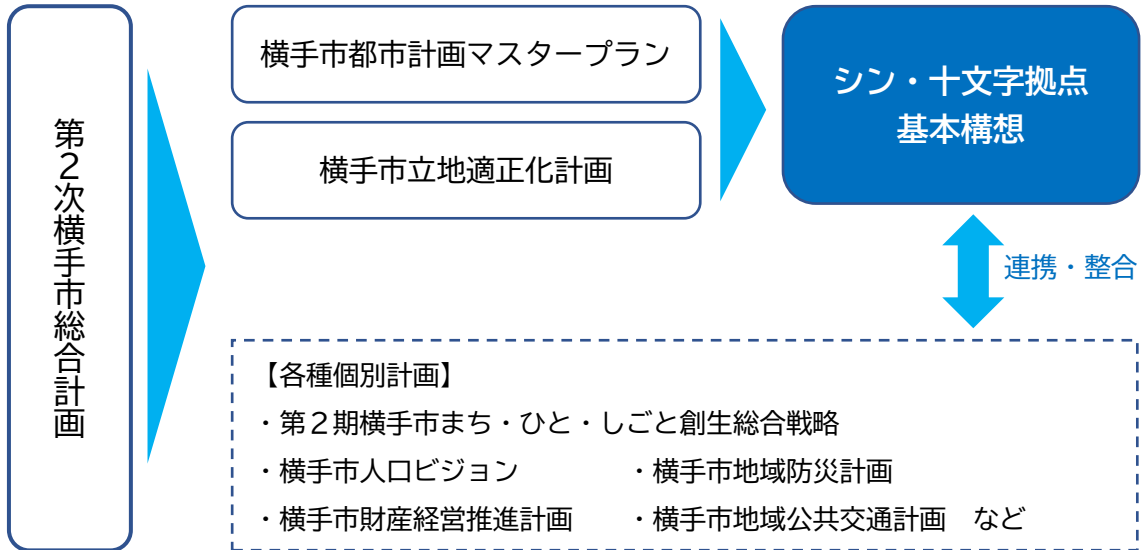 第２次横手市総合計画
横手市都市計画マスタープラン
横手市立地適正化計画
シン・十文字拠点
基本構想
連携・整合
【各種個別計画】
・第２期横手市まち・ひと・しごと創生総合戦略
・横手市人口ビジョン　　　　・横手市地域防災計画
・横手市財産経営推進計画　　・横手市地域公共交通計画　など